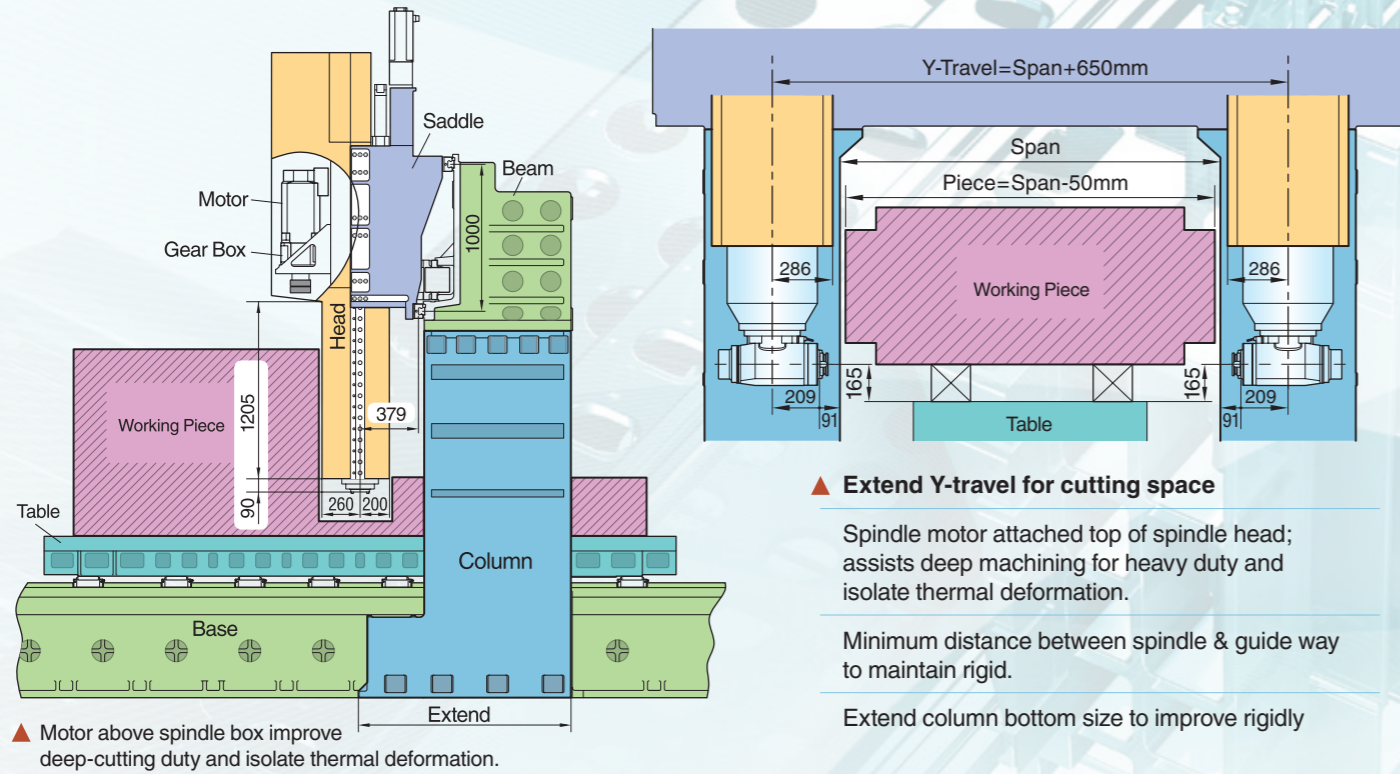 Saddle
Beam
Motor
Gear Box
1000
Head
Working Piece
1205
379
90
260
200
Table
Column
Base
Extend
▲ Motor above spindle box improve
deep-cutting duty and isolate thermal deformation.
Y-Travel=Span+650mm
Span
Piece=Span-50mm
286
286
Working Piece
165
165
209
209
91
91
Table
▲ Extend Y-travel for cutting space
Spindle motor attached top of spindle head;
assists deep machining for heavy duty and
isolate thermal deformation.
Minimum distance between spindle & guide way
to maintain rigid.
Extend column bottom size to improve rigidly